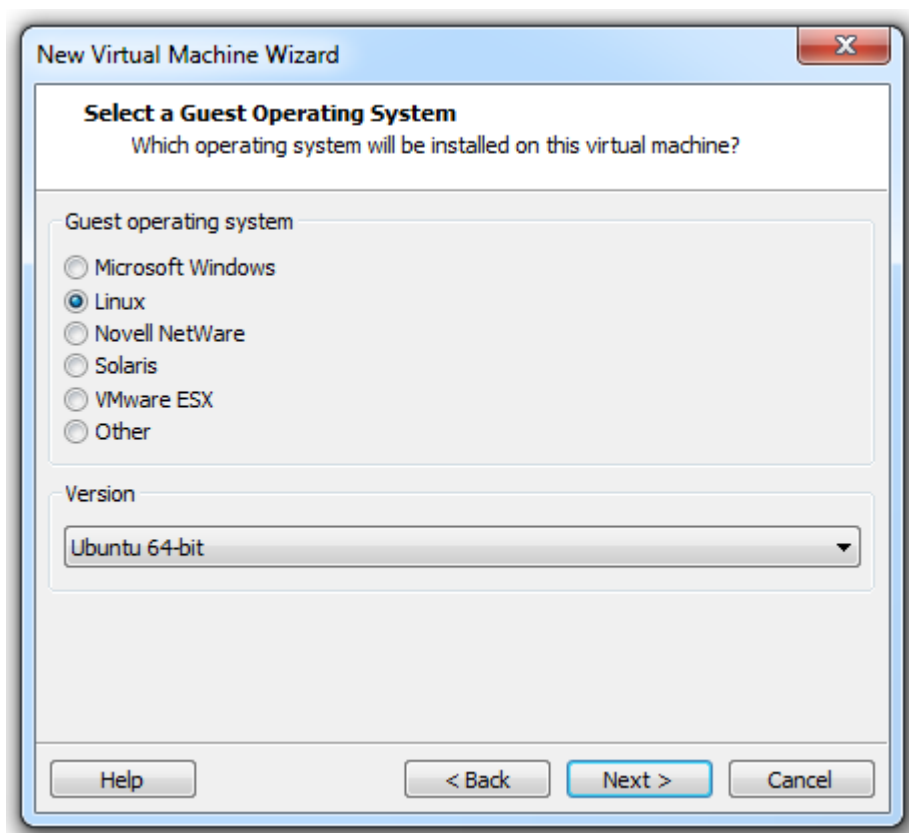 New Virtual Machine Wizard
Select a Guest Operating System
Which operating system will be installed on this virtual machine?
Guest operating system
Microsoft Windows
Linux
Novell NetWare
Solaris
VMware ESX
Other
Version
Ubuntu 64-bit
Help < Back Next > Cancel